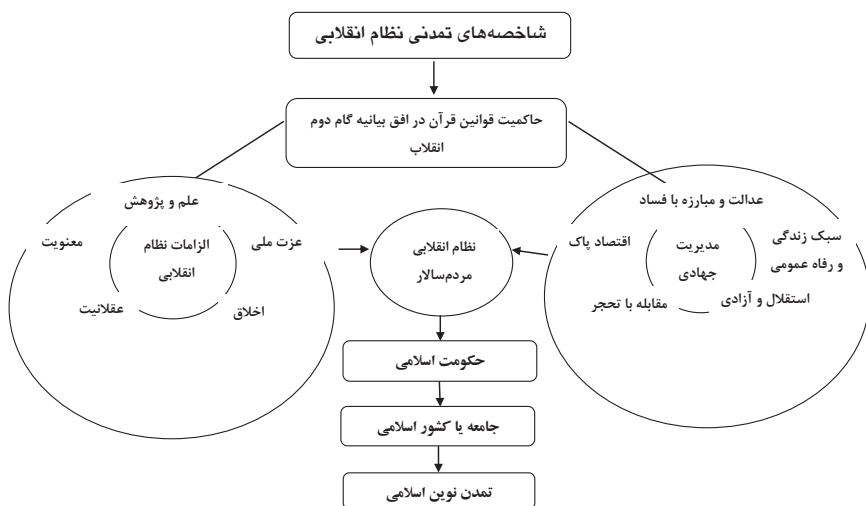 شاخصه‌های تمدنی نظام انقلابی
حاکمیت قوانین قرآن در افق بیانیه گام دوم
انقلاب
عدالت و مبارزه با فساد
سبک زندگی
و رفاه عمومی
اقتصاد پاک
مدیریت
جهادی
استقلال و آزادی
مقابله با تحجر
نظام انقلابی
مردم‌سالار
علم و پژوهش
عزت ملی
معنویت
الزامات نظام
انقلابی
اخلاق
عقلانیت
حکومت اسلامی
جامعه یا کشور اسلامی
تمدن نوین اسلامی